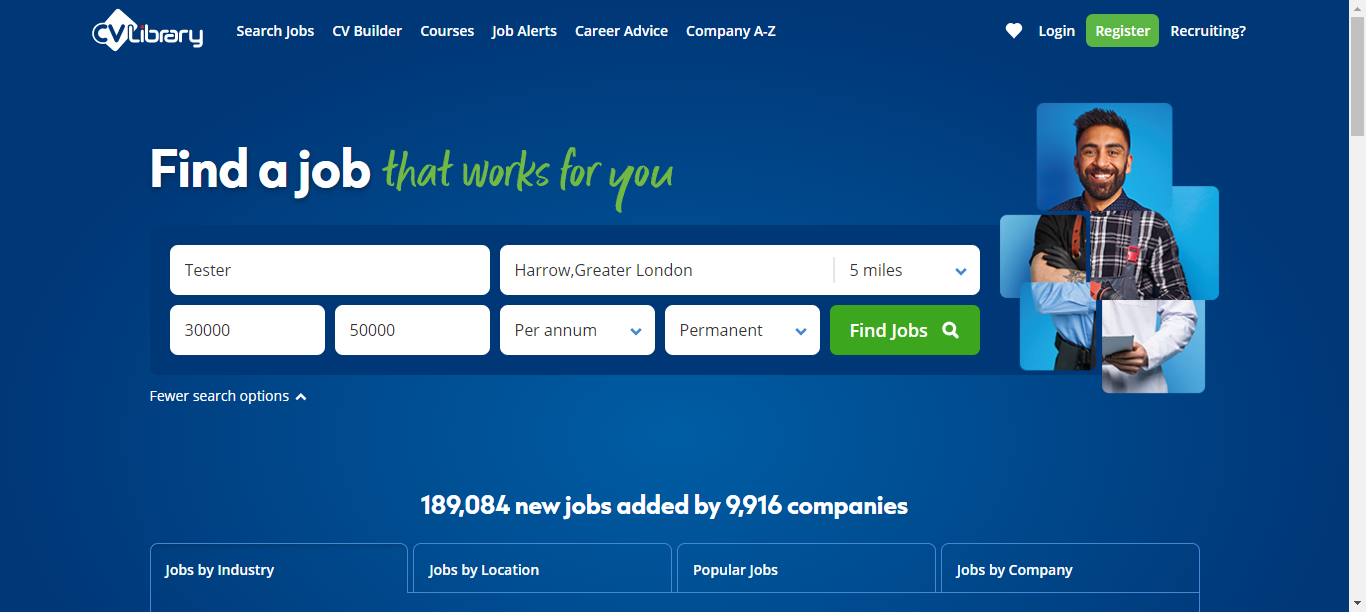 CVLibrary Search Jobs CV Builder Courses Job Alerts Career Advice Company A-Z Login Register Recruiting?
Find a job that works for you
Tester Harrow,Greater London 5 miles
30000 50000 Per annum Permanent Find Jobs
Fewer search options
189,084 new jobs added by 9,916 companies
Jobs by Industry Jobs by Location Popular Jobs Jobs by Company